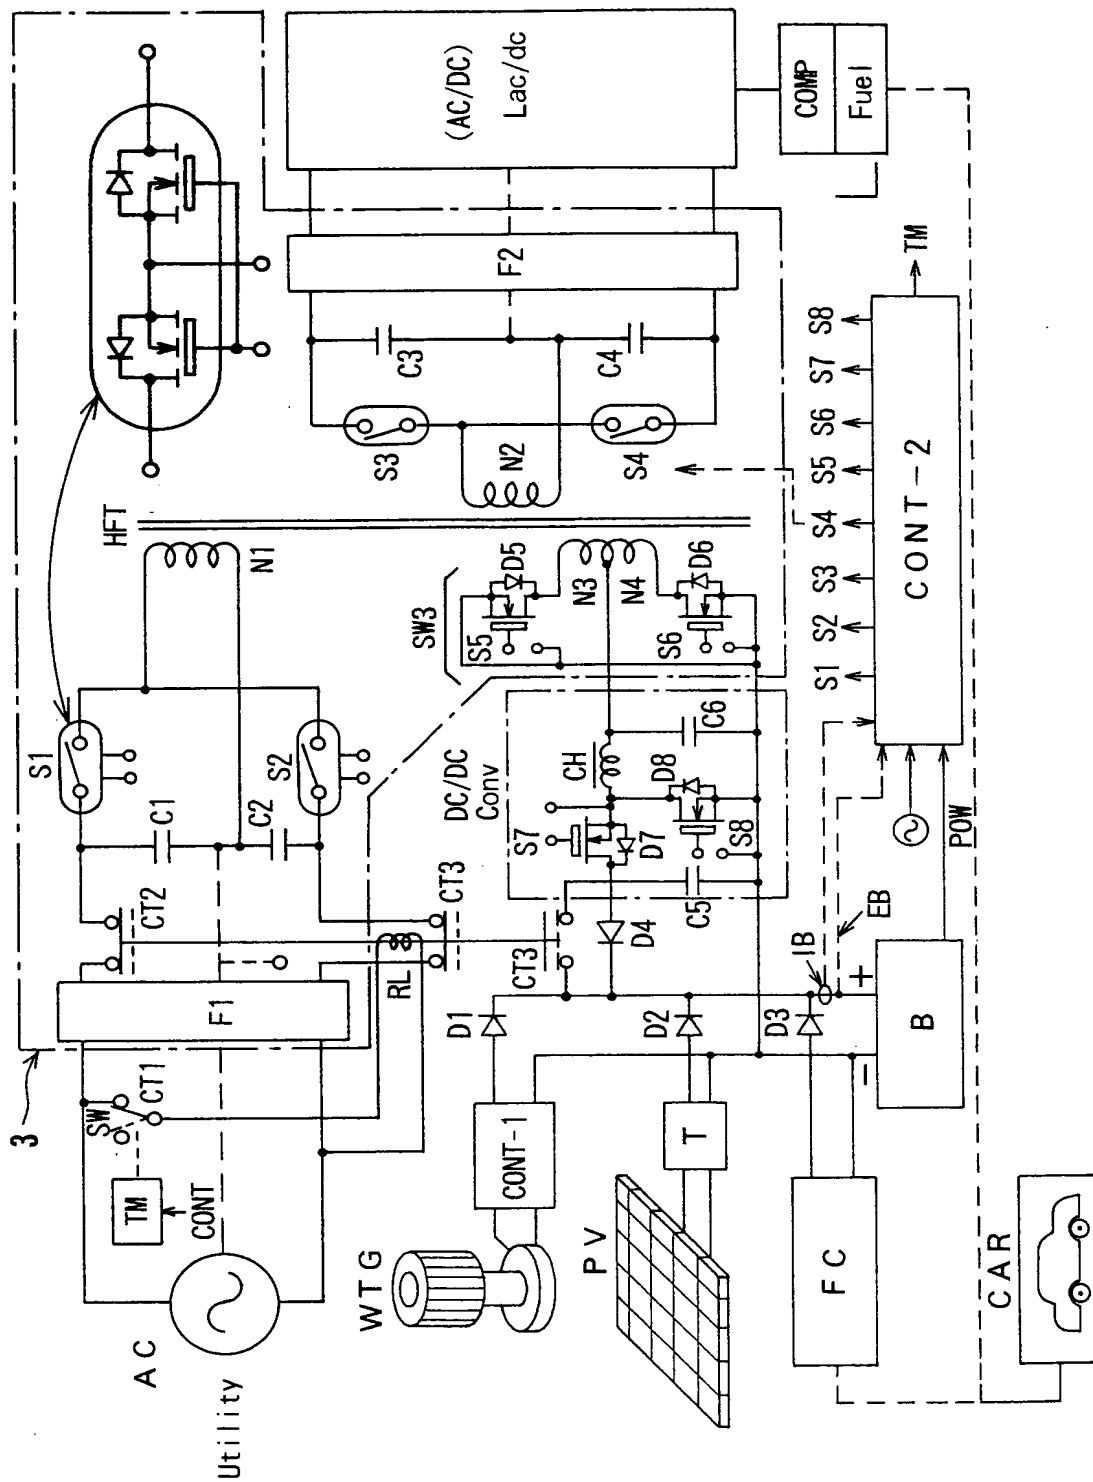 3
AC
Utility
TM
CONT
SW
CT1
F1
CT2
C1
C2
S1
S2
RL
CT3
CT3
HFT
N1
N2
S3
S4
C3
C4
F2
(AC/DC)
Lac/dc
COMP
Fuel
L
WTG
CONT-1
D1
PV
T
D2
D3
D4
DC/DC
Conv
S7
D7
CH
D8
S8
C5
C6
SW3
S5
D5
N3
N4
S6
D6
IB
EB
POW
+
B
−
FC
CAR
S1
S2
S3
S4
S5
S6
S7
S8
CONT-2
TM